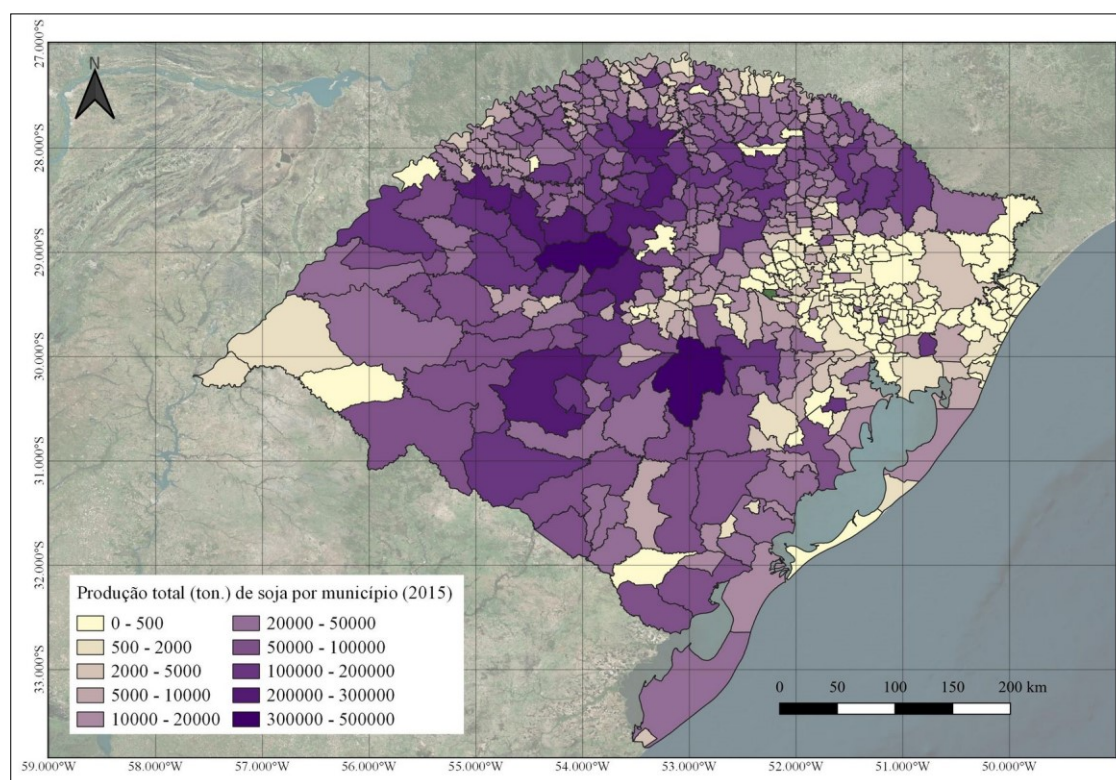 27.000°S
28.000°S
29.000°S
30.000°S
31.000°S
32.000°S
33.000°S
N
Produção total (ton.) de soja por município (2015)
0 - 500
500 - 2000
2000 - 5000
5000 - 10000
10000 - 20000
20000 - 50000
50000 - 100000
100000 - 200000
200000 - 300000
300000 - 500000
0 50 100 150 200 km
59.000°W 58.000°W 57.000°W 56.000°W 55.000°W 54.000°W 53.000°W 52.000°W 51.000°W 50.000°W